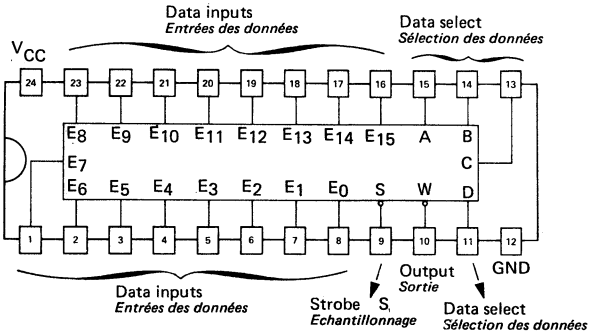 Data inputs
Entrées des données
Data select
Sélection des données
VCC
24 23 22 21 20 19 18 17 16 15 14 13
E8 E9 E10 E11 E12 E13 E14 E15 A B
E7 C
E6 E5 E4 E3 E2 E1 E0 S W D
1 2 3 4 5 6 7 8 9 10 11 12
Output
Sortie
GND
Data inputs
Entrées des données
Strobe S
Echantillonnage
Data select
Sélection des données